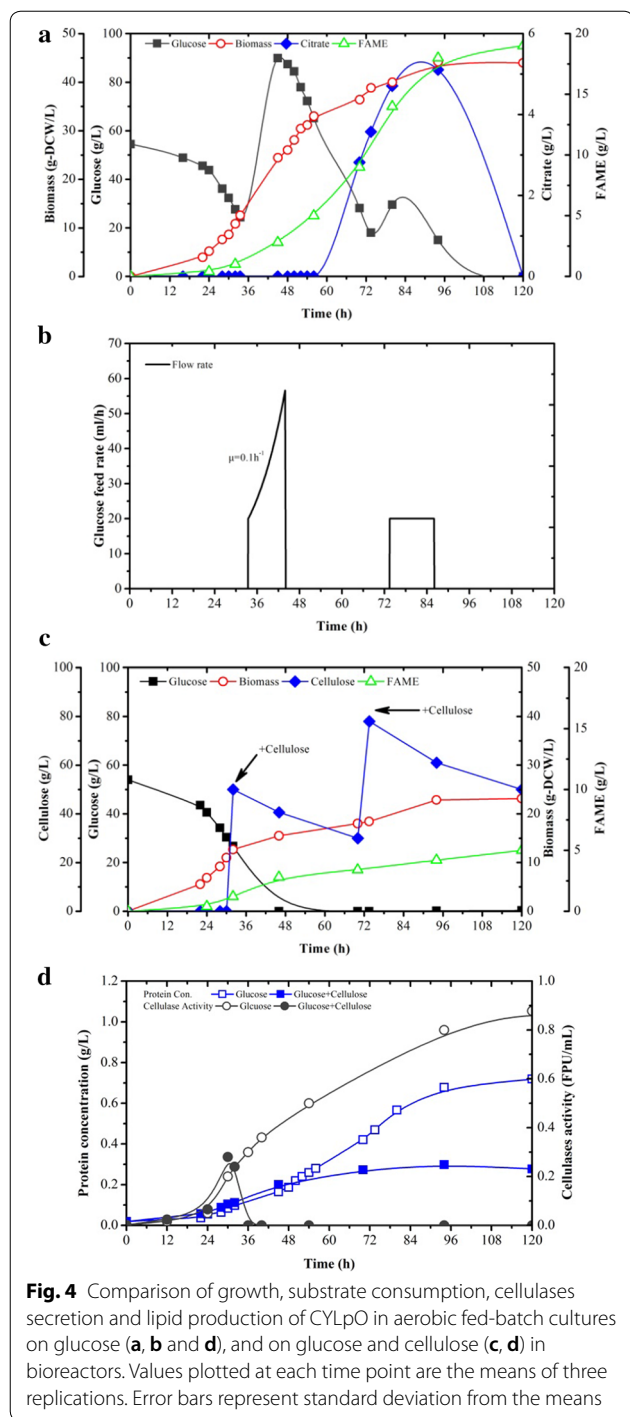 a
Glucose Biomass Citrate FAME
Biomass (g-DCW/L)
Glucose (g/L)
Citrate (g/L)
FAME (g/L)
50 100 6 20
40 80 15
30 60 4
10
20 40
2
10 20 5
0 0 0 0
0 12 24 36 48 60 72 84 96 108 120
Time (h)
b
Flow rate
μ=0.1h⁻¹
Glucose feed rate (ml/h)
70
60
50
40
30
20
10
0
0 12 24 36 48 60 72 84 96 108 120
Time (h)
c
Glucose Biomass Cellulose FAME
+Cellulose
+Cellulose
Cellulose (g/L)
Glucose (g/L)
Biomass (g-DCW/L)
FAME (g/L)
100 100 50 20
80 80 40 15
60 60 30
10
40 40 20
20 20 10 5
0 0 0 0
0 12 24 36 48 60 72 84 96 108 120
Time (h)
d
Protein Con. Glucose Glucose+Cellulose
Cellulase Activity Glcuose Glucose+Cellulose
Protein concentration (g/L)
Cellulases activity (FPU/mL)
1.2 1.0
1.0 0.8
0.8
0.6
0.6
0.4
0.4
0.2 0.2
0.0 0.0
0 12 24 36 48 60 72 84 96 108 120
Time (h)
Fig. 4 Comparison of growth, substrate consumption, cellulases
secretion and lipid production of CYLpO in aerobic fed-batch cultures
on glucose (a, b and d), and on glucose and cellulose (c, d) in
bioreactors. Values plotted at each time point are the means of three
replications. Error bars represent standard deviation from the means